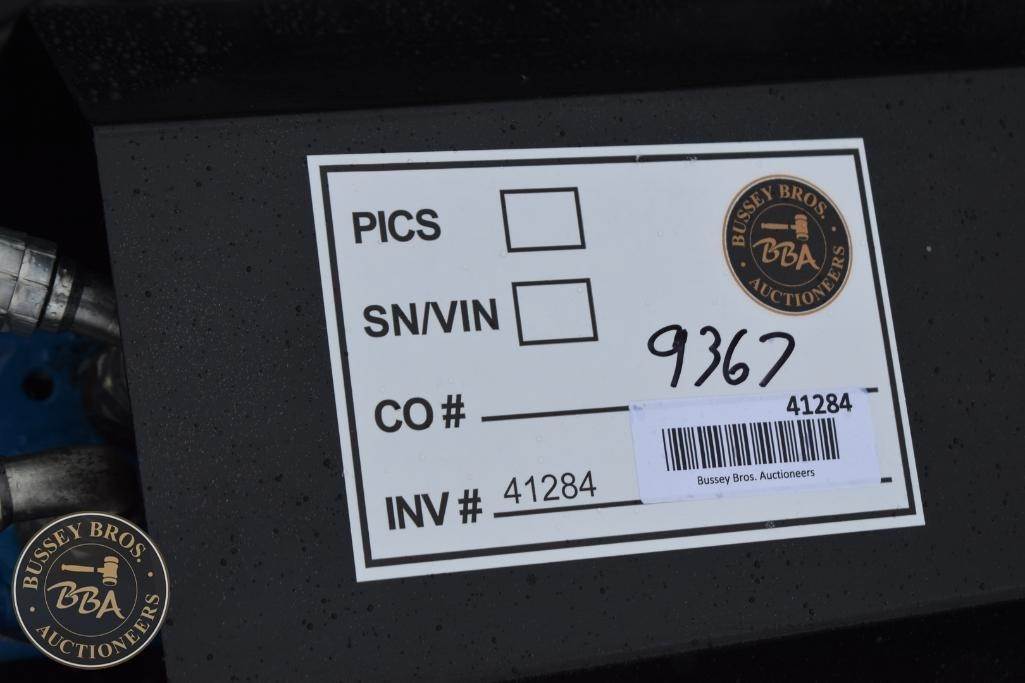 PICS
BUSSEY BROS.
BBA
AUCTIONEERS
SN/VIN
9367
CO #
41284
Bussey Bros. Auctioneers
INV # 41284
BUSSEY BROS.
BBA
AUCTIONEERS